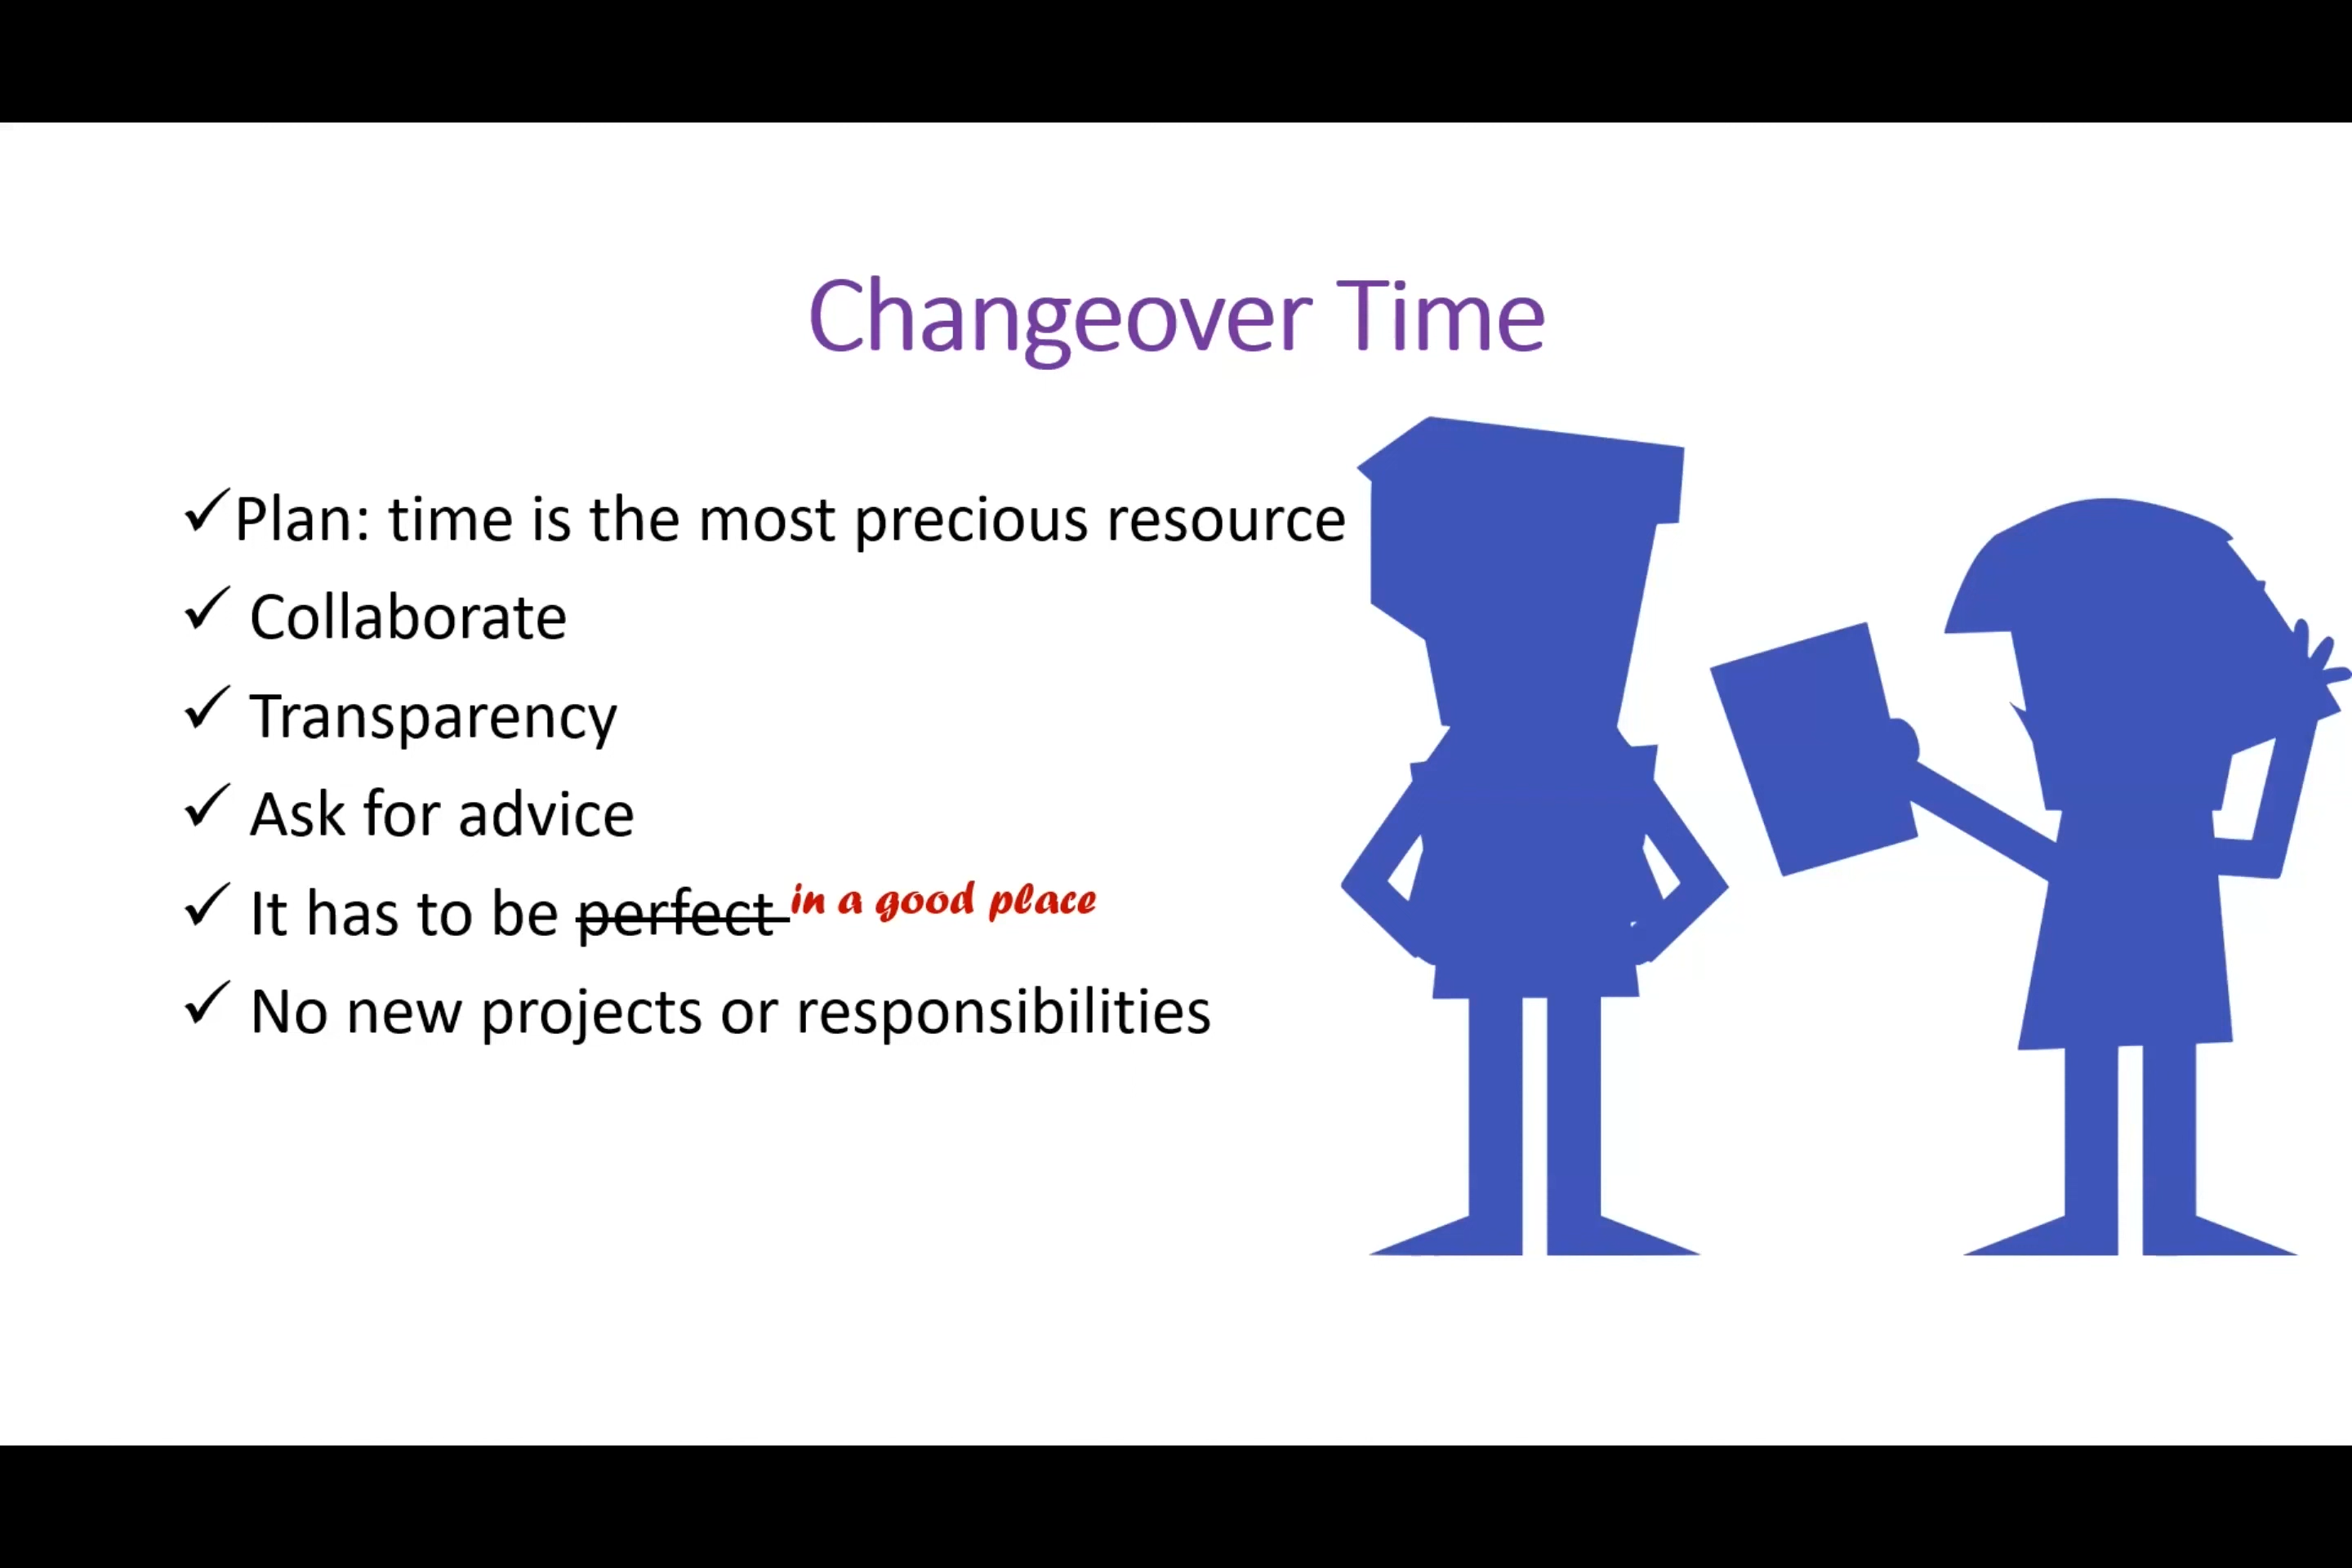 Changeover Time
✓Plan: time is the most precious resource
✓ Collaborate
✓ Transparency
✓ Ask for advice
✓ It has to be perfect in a good place
✓ No new projects or responsibilities